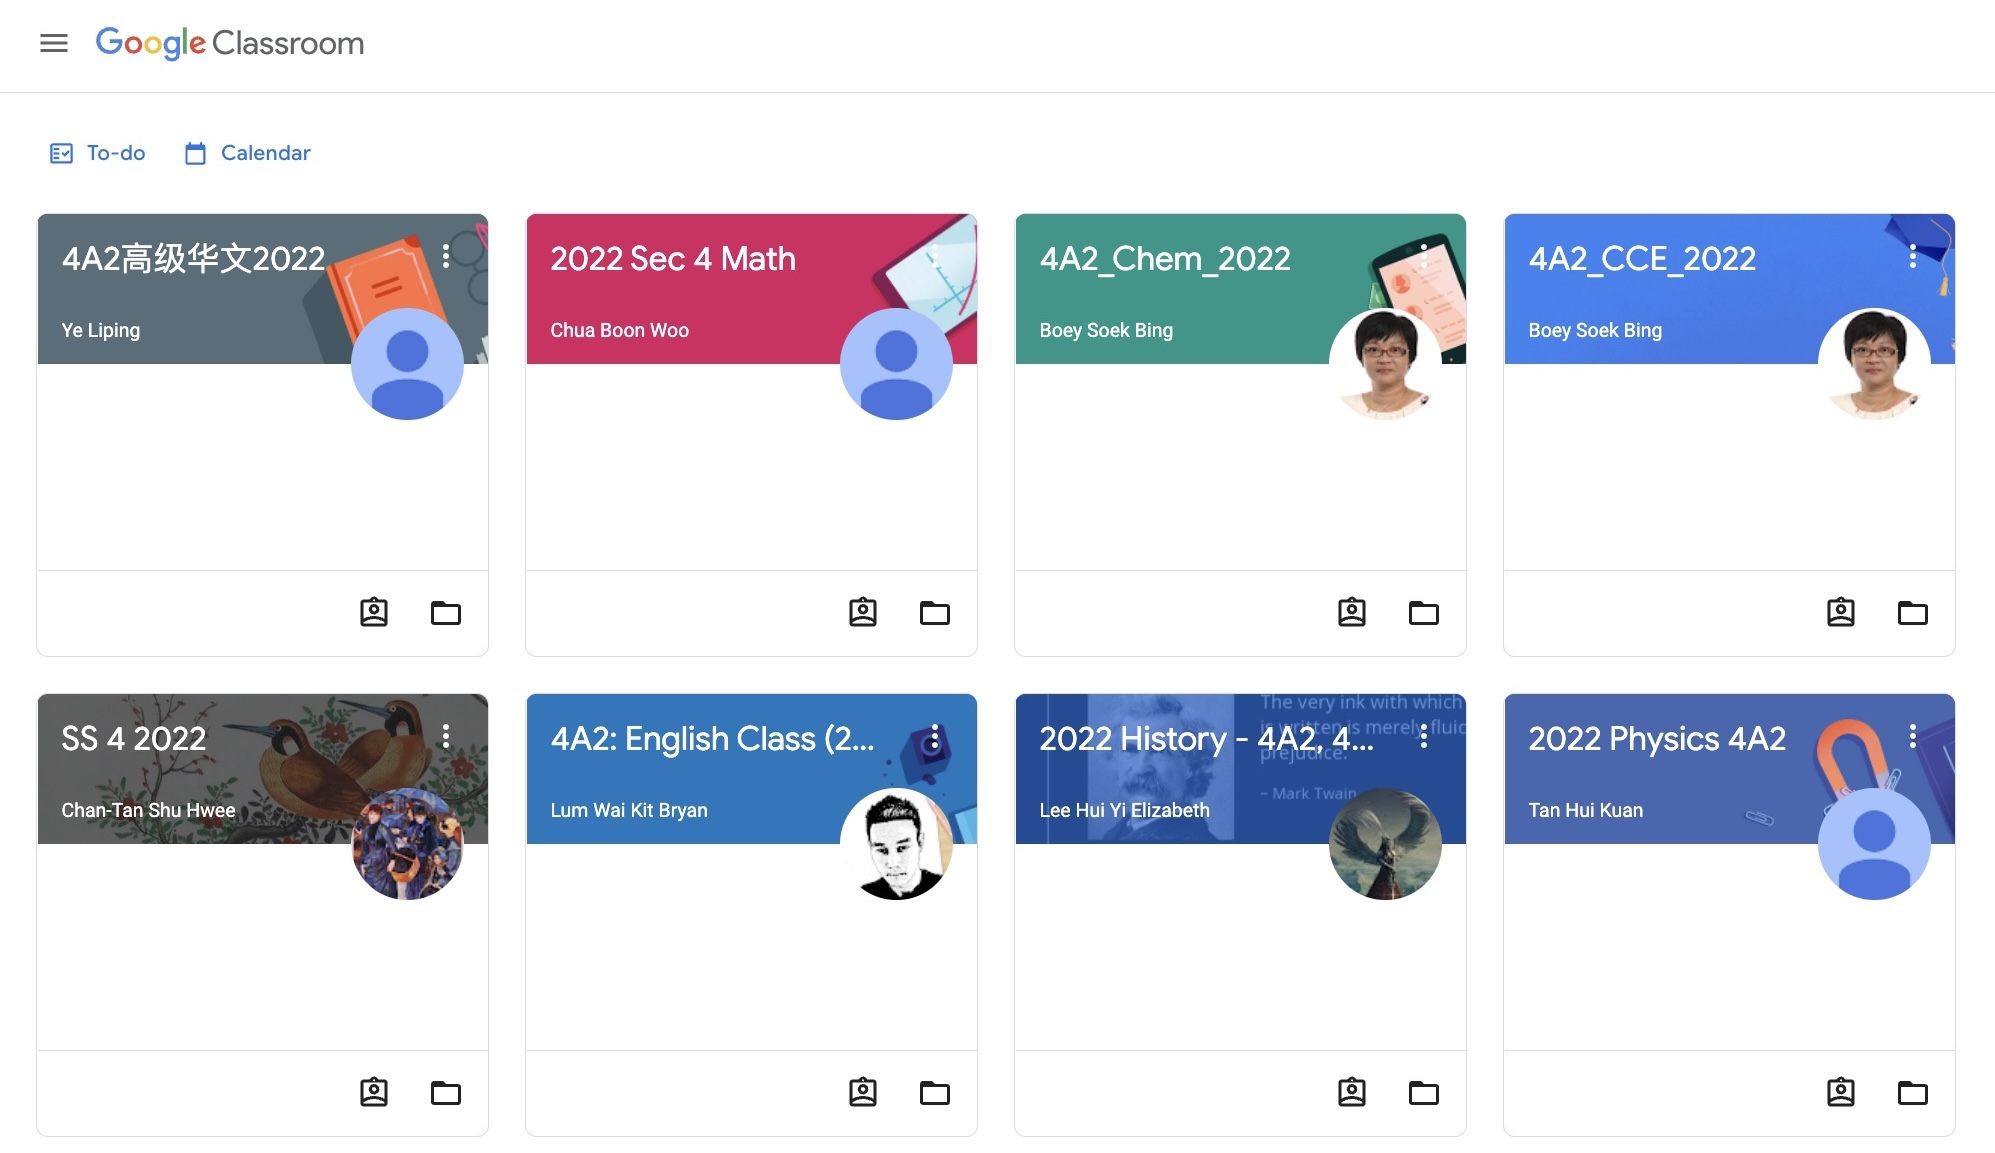 Google Classroom
To-do
Calendar
4A2高级华文2022
Ye Liping
2022 Sec 4 Math
Chua Boon Woo
4A2_Chem_2022
Boey Soek Bing
4A2_CCE_2022
Boey Soek Bing
SS 4 2022
Chan-Tan Shu Hwee
4A2: English Class (2...
Lum Wai Kit Bryan
The very ink with which
is written is merely fluid
prejudice.
~ Mark Twain
2022 History - 4A2, 4...
Lee Hui Yi Elizabeth
2022 Physics 4A2
Tan Hui Kuan